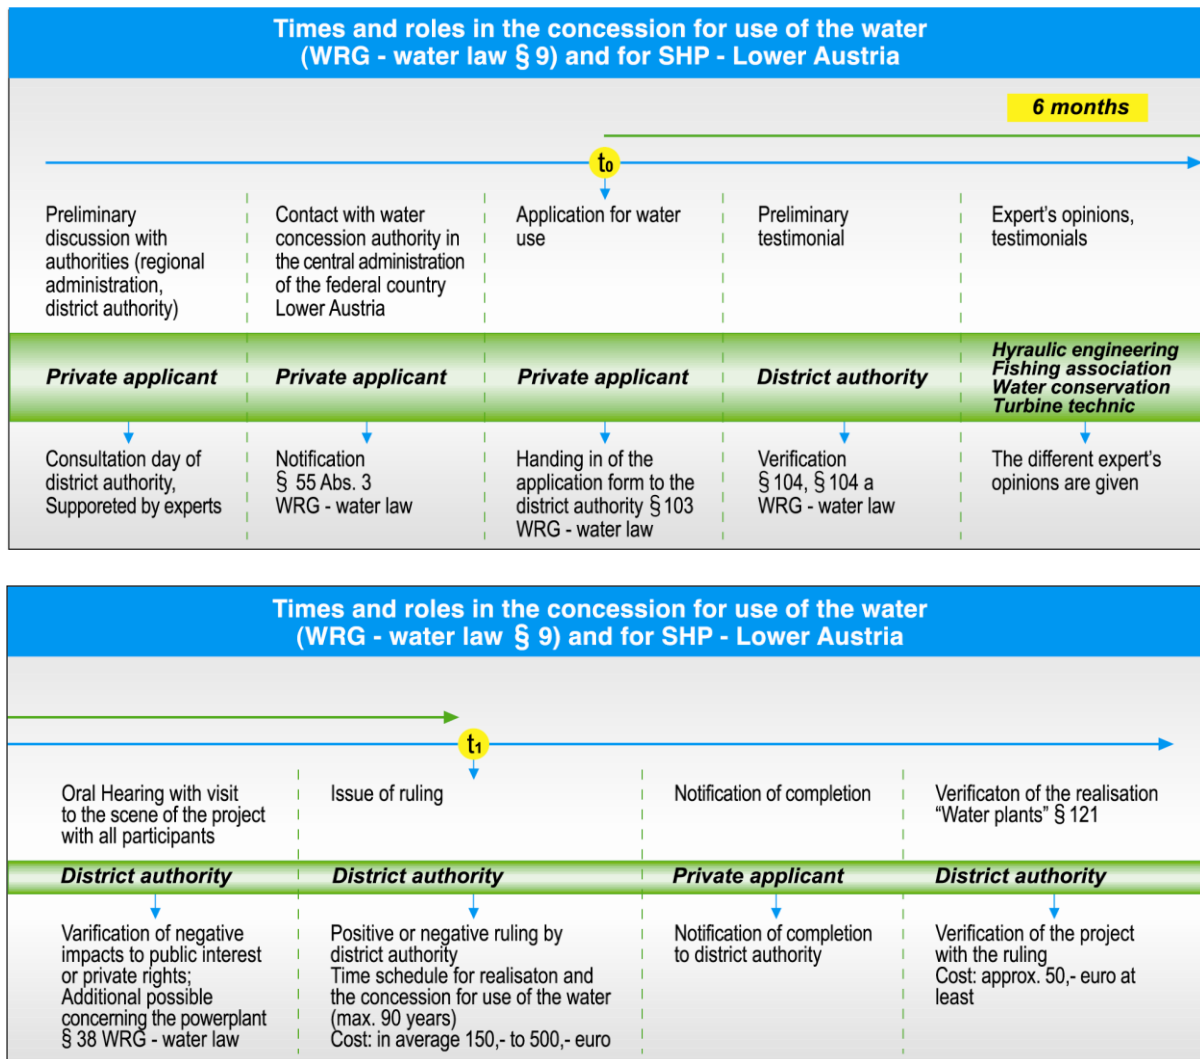 Times and roles in the concession for use of the water
(WRG - water law § 9) and for SHP - Lower Austria
6 months
t0
Preliminary
discussion with
authorities (regional
administration,
district authority)
Contact with water
concession authority in
the central administration
of the federal country
Lower Austria
Application for water
use
Preliminary
testimonial
Expert's opinions,
testimonials
Private applicant
Private applicant
Private applicant
District authority
Hyraulic engineering
Fishing association
Water conservation
Turbine technic
Consultation day of
district authority,
Supporeted by experts
Notification
§ 55 Abs. 3
WRG - water law
Handing in of the
application form to the
district authority § 103
WRG - water law
Verification
§ 104, § 104 a
WRG - water law
The different expert's
opinions are given
Times and roles in the concession for use of the water
(WRG - water law § 9) and for SHP - Lower Austria
t1
Oral Hearing with visit
to the scene of the project
with all participants
Issue of ruling
Notification of completion
Verificaton of the realisation
"Water plants" § 121
District authority
District authority
Private applicant
District authority
Varification of negative
impacts to public interest
or private rights;
Additional possible
concerning the powerplant
§ 38 WRG - water law
Positive or negative ruling by
district authority
Time schedule for realisaton and
the concession for use of the water
(max. 90 years)
Cost: in average 150,- to 500,- euro
Notification of completion
to district authority
Verification of the project
with the ruling
Cost: approx. 50,- euro at
least